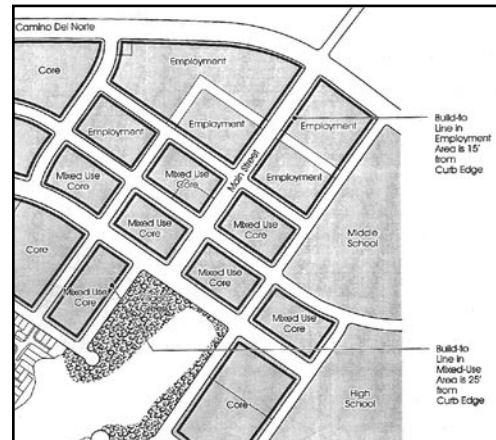 Camino Del Norte
Core
Employment
Employment
Employment
Employment
Employment
Build-to
Line in
Employment
Area is 15'
from
Curb Edge
Main Street
Mixed Use
Core
Mixed Use
Core
Mixed Use
Core
Mixed Use
Core
Middle
School
Core
Mixed Use
Core
Mixed Use
Core
Mixed Use
Core
Build-to
Line in
Mixed-Use
Area is 25'
from
Curb Edge
Core
High
School